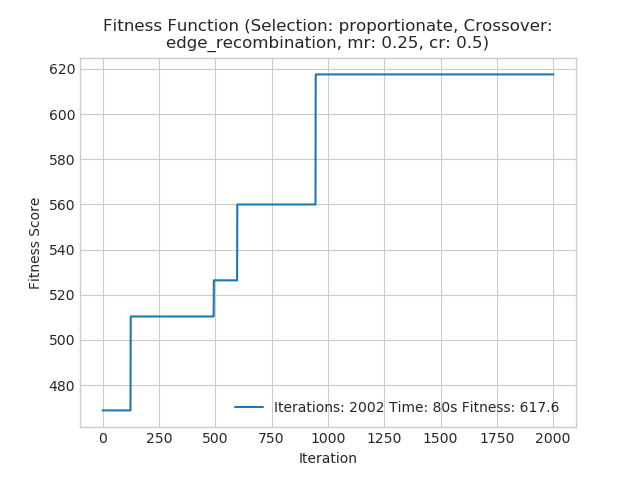 Fitness Function (Selection: proportionate, Crossover:
edge_recombination, mr: 0.25, cr: 0.5)
Fitness Score
620
600
580
560
540
520
500
480
Iterations: 2002 Time: 80s Fitness: 617.6
0 250 500 750 1000 1250 1500 1750 2000
Iteration